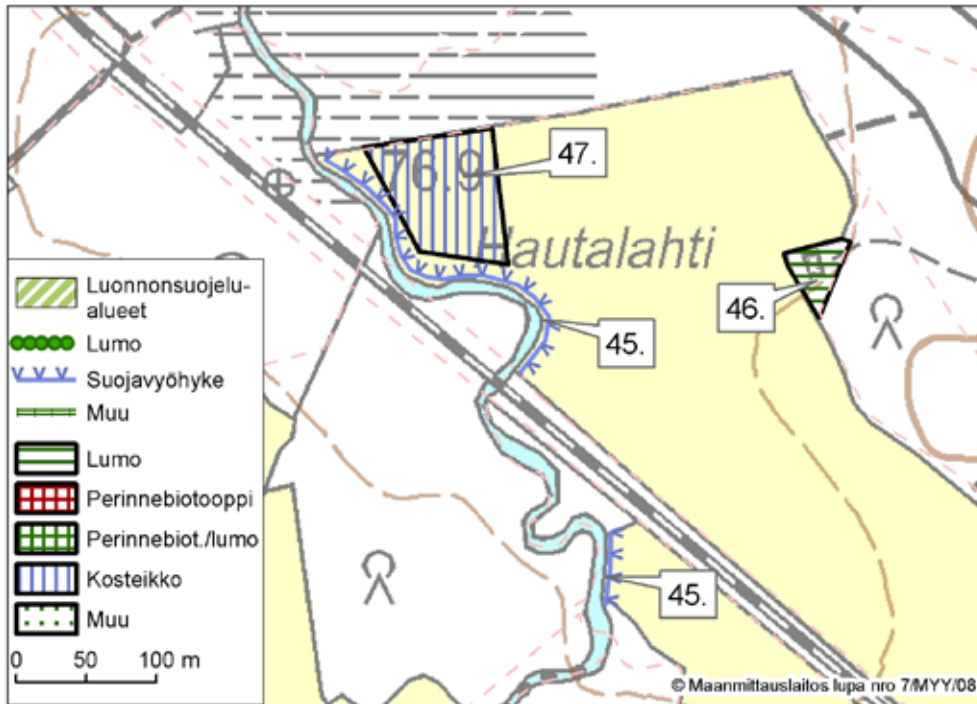 76.9
47.
Hautalahti
46.
45.
45.
Luonnonsuojelu-
alueet
Lumo
Suojavyöhyke
Muu
Lumo
Perinnebiotooppi
Perinnebiot./lumo
Kosteikko
Muu
0 50 100 m
© Maanmittauslaitos lupa nro 7/MYY/08